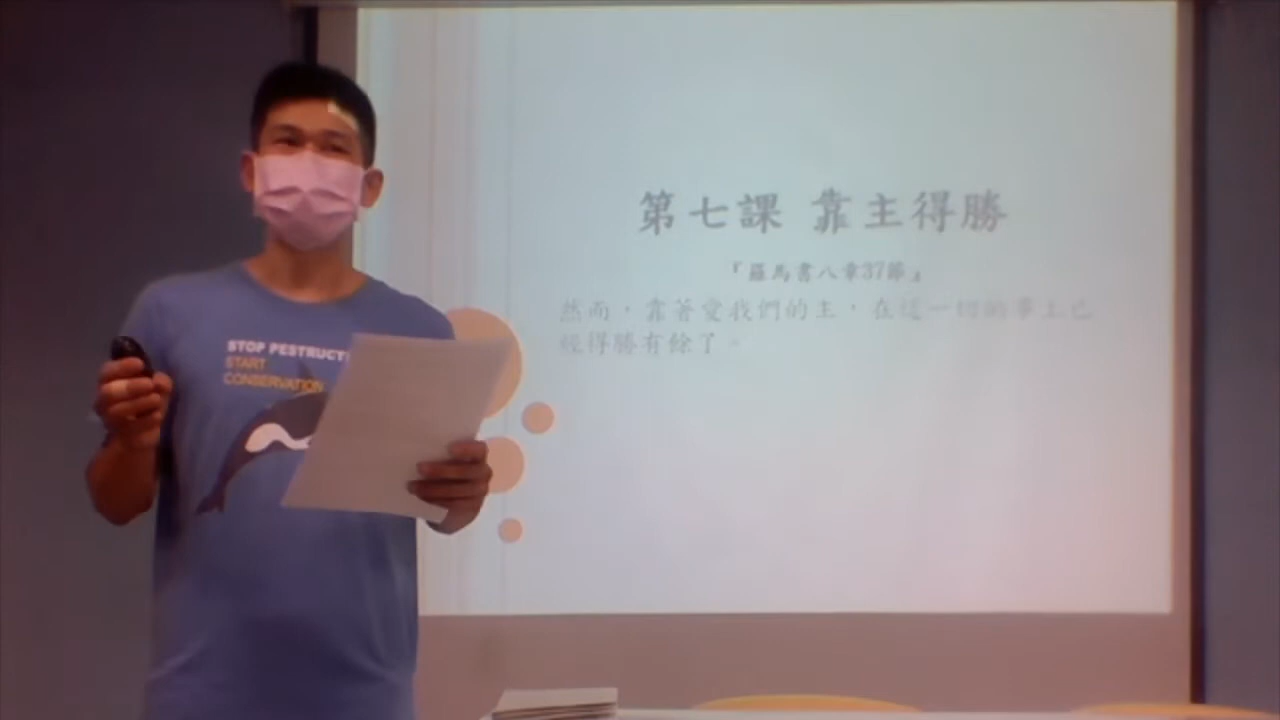 第七課 靠主得勝
『羅馬書八章37節』
然而，靠著愛我們的主，在這一切的事上已
經得勝有餘了。
STOP PESTRUCT
START
CONSERVATION